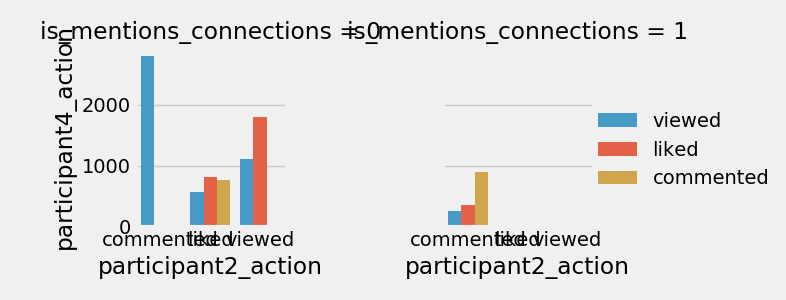 is_mentions_connections = 0
is_mentions_connections = 1
participant4_action
2000
1000
0
commented
liked
viewed
commented
liked
viewed
participant2_action
participant2_action
viewed
liked
commented